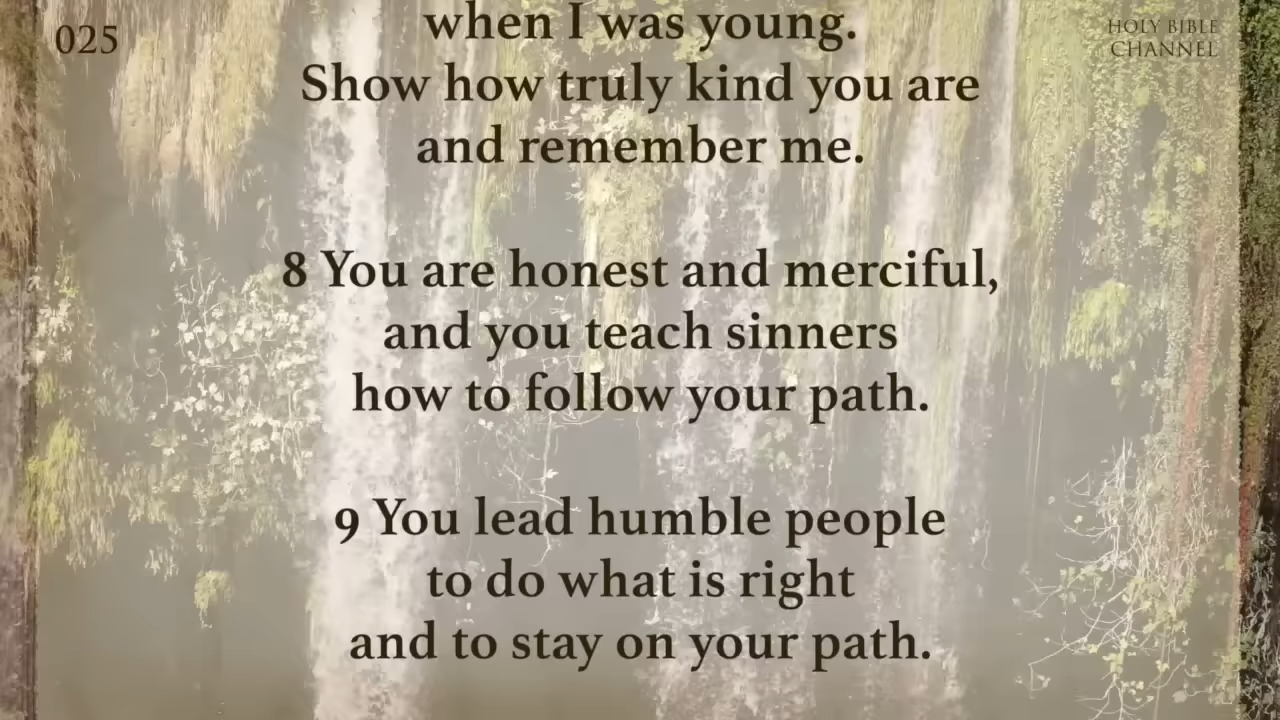 025
HOLY BIBLE
CHANNEL
when I was young.
Show how truly kind you are
and remember me.
8 You are honest and merciful,
and you teach sinners
how to follow your path.
9 You lead humble people
to do what is right
and to stay on your path.